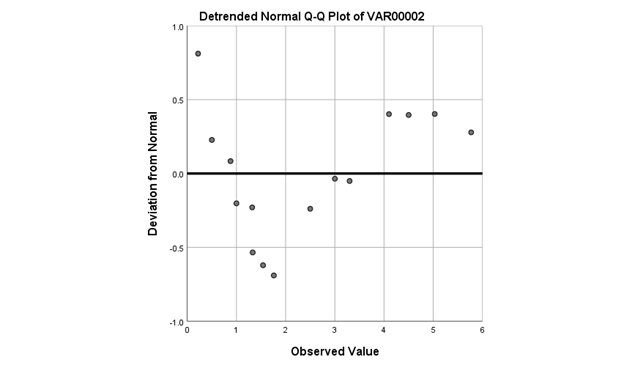 Detrended Normal Q-Q Plot of VAR00002
1.0
0.5
0.0
-0.5
-1.0
Deviation from Normal
0 1 2 3 4 5 6
Observed Value